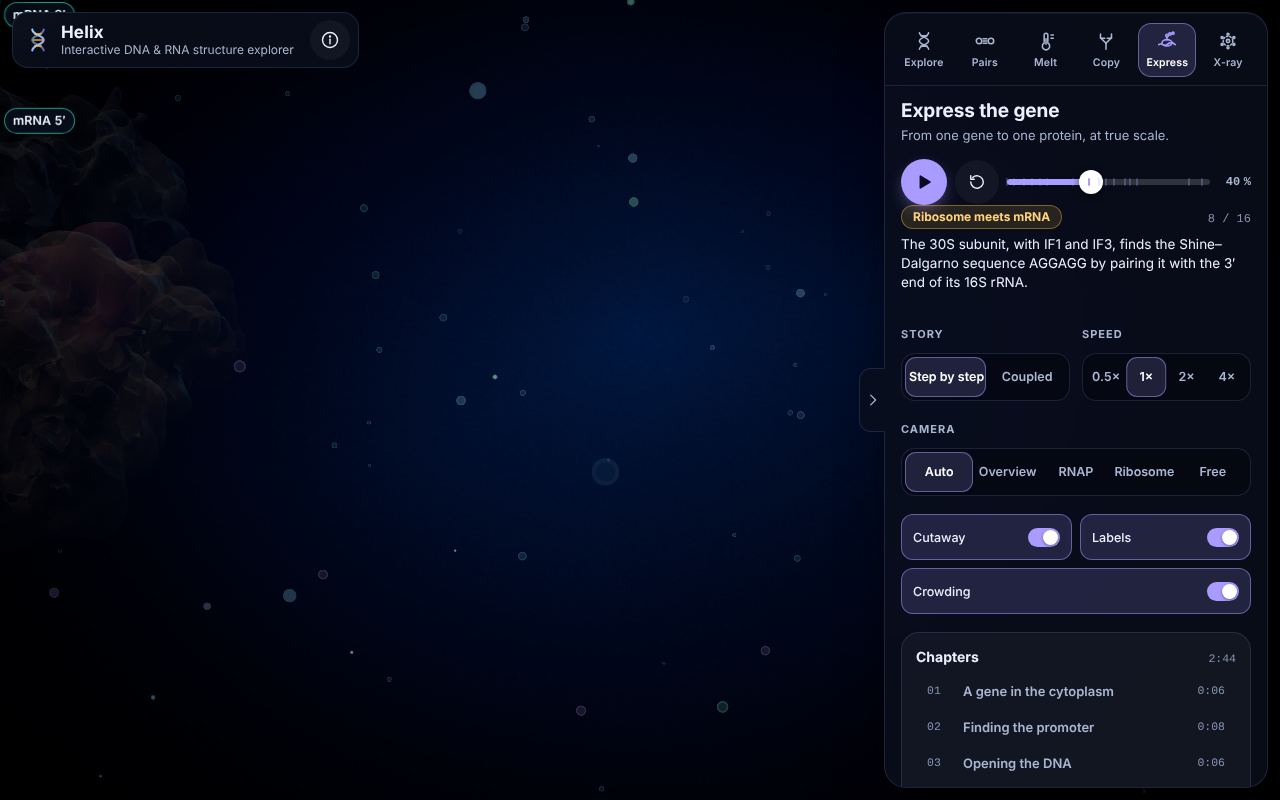 Helix
Interactive DNA & RNA structure explorer
mRNA 5′
Explore
Pairs
Melt
Copy
Express
X-ray
Express the gene
From one gene to one protein, at true scale.
40 %
Ribosome meets mRNA
8 / 16
The 30S subunit, with IF1 and IF3, finds the Shine–
Dalgarno sequence AGGAGG by pairing it with the 3′
end of its 16S rRNA.
STORY
SPEED
Step by step
Coupled
0.5×
1×
2×
4×
CAMERA
Auto
Overview
RNAP
Ribosome
Free
Cutaway
Labels
Crowding
Chapters
2:44
01
A gene in the cytoplasm
0:06
02
Finding the promoter
0:08
03
Opening the DNA
0:06